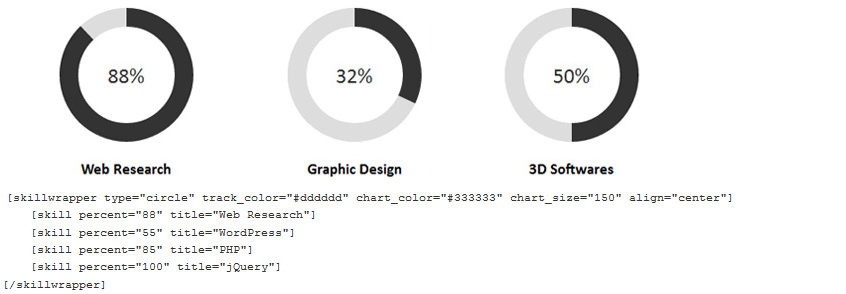 88% 32% 50%
Web Research Graphic Design 3D Softwares
[skillwrapper type="circle" track_color="#dddddd" chart_color="#333333" chart_size="150" align="center"]
[skill percent="88" title="Web Research"]
[skill percent="55" title="WordPress"]
[skill percent="85" title="PHP"]
[skill percent="100" title="jQuery"]
[/skillwrapper]